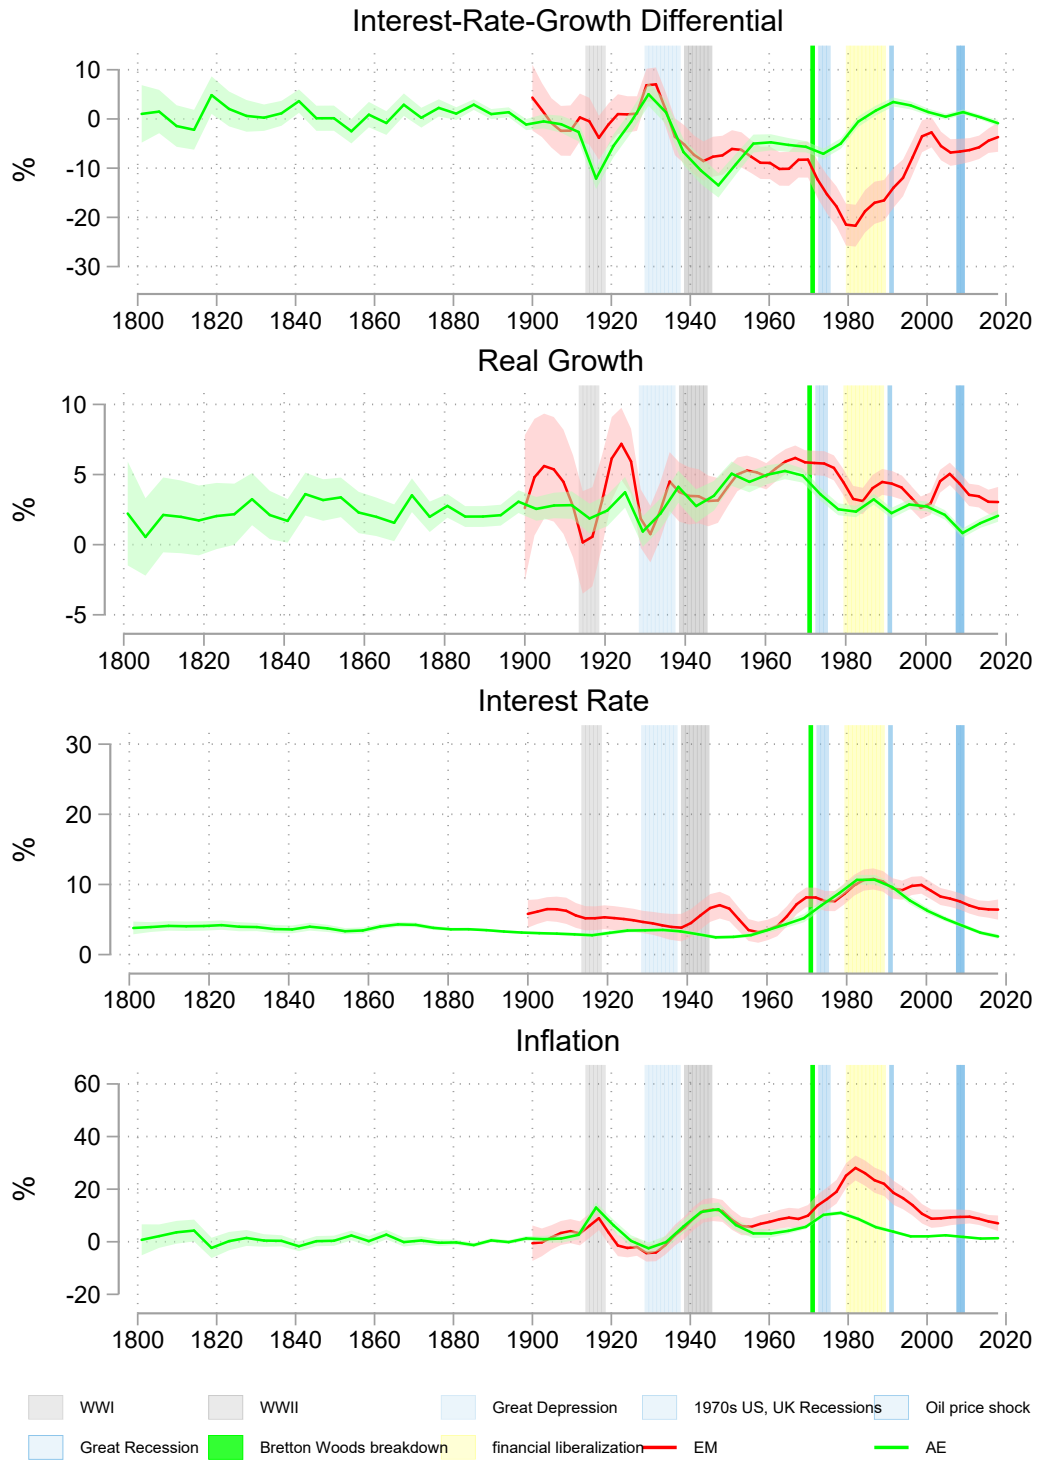 Interest-Rate-Growth Differential
10
0
-10
-20
-30
%
1800 1820 1840 1860 1880 1900 1920 1940 1960 1980 2000 2020
Real Growth
10
5
0
-5
%
1800 1820 1840 1860 1880 1900 1920 1940 1960 1980 2000 2020
Interest Rate
30
20
10
0
%
1800 1820 1840 1860 1880 1900 1920 1940 1960 1980 2000 2020
Inflation
60
40
20
0
-20
%
1800 1820 1840 1860 1880 1900 1920 1940 1960 1980 2000 2020
WWI WWII Great Depression 1970s US, UK Recessions Oil price shock
Great Recession Bretton Woods breakdown financial liberalization EM AE